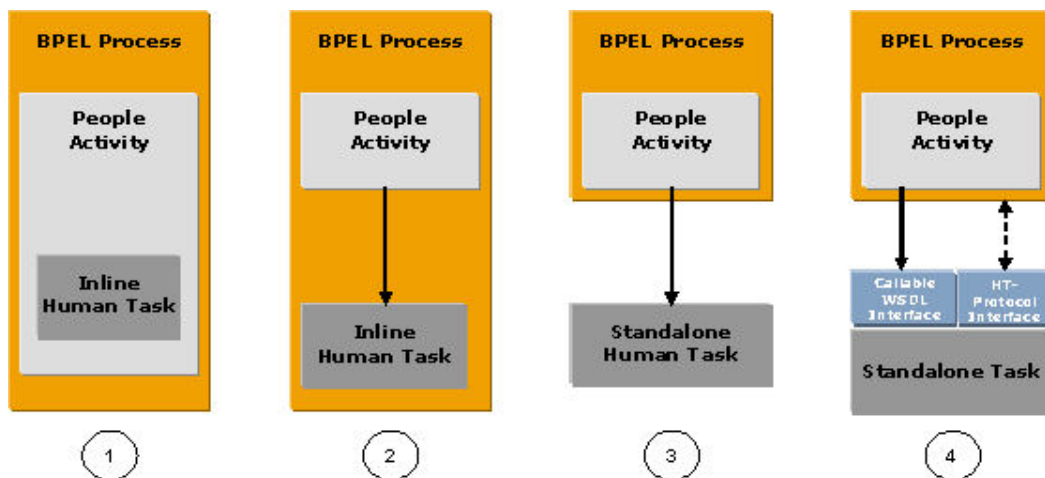 BPEL Process
People
Activity
Inline
Human Task
1
BPEL Process
People
Activity
Inline
Human Task
2
BPEL Process
People
Activity
Standalone
Human Task
3
BPEL Process
People
Activity
Callable
WSDL
Interface
HT-
Protocol
Interface
Standalone Task
4